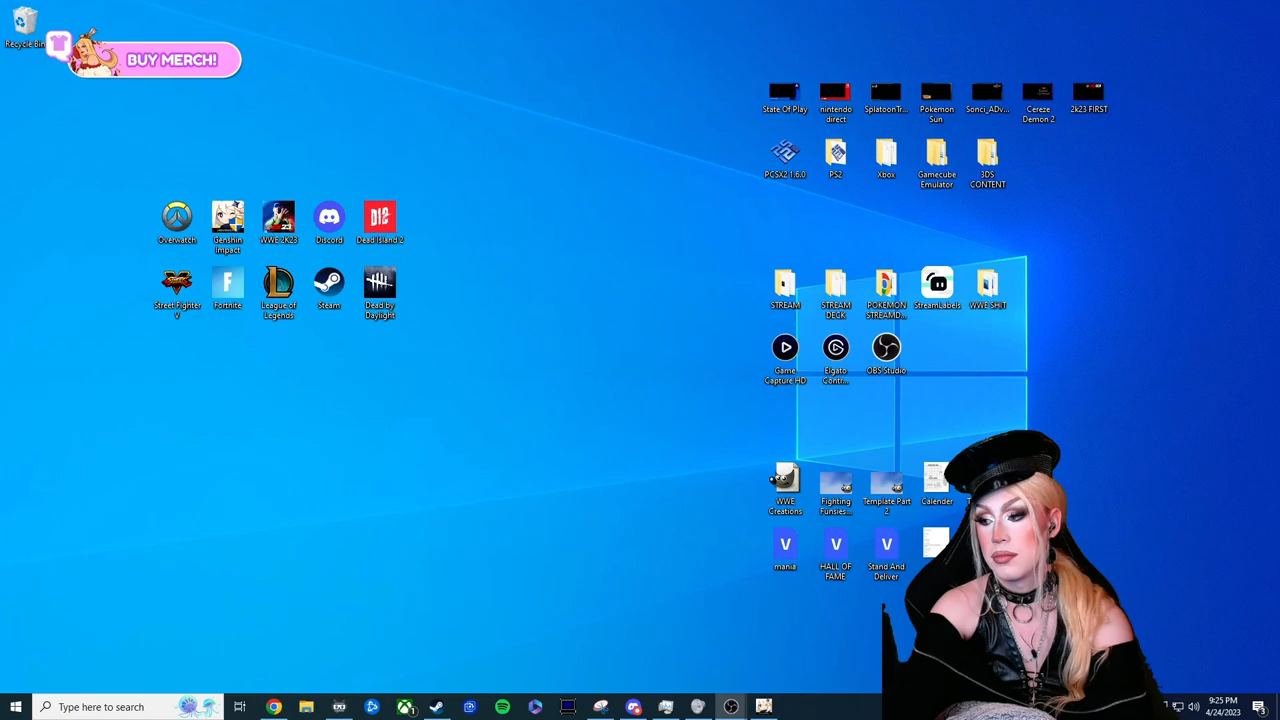 Recycle Bin
BUY MERCH!
State Of Play
nintendo
direct
SplatoonTr...
Pokemon
Sun
Sonci_ADv...
Cereze
Demon 2
2k23 FIRST
PCSX2 1.6.0
PS2
Xbox
Gamecube
Emulator
3DS
CONTENT
Overwatch
Genshin
Impact
WWE 2K23
Discord
Dead Island 2
Street Fighter
V
Fortnite
League of
Legends
Steam
Dead by
Daylight
STREAM
STREAM
DECK
POKEMON
STREAMD...
StreamLabels
WWE SHIT
Game
Capture HD
Elgato
Contr...
OBS Studio
WWE
Creations
Fighting
Funsies...
Template Part
2
Calender
V
mania
V
HALL OF
FAME
V
Stand And
Deliver
Type here to search
9:25 PM
4/24/2023